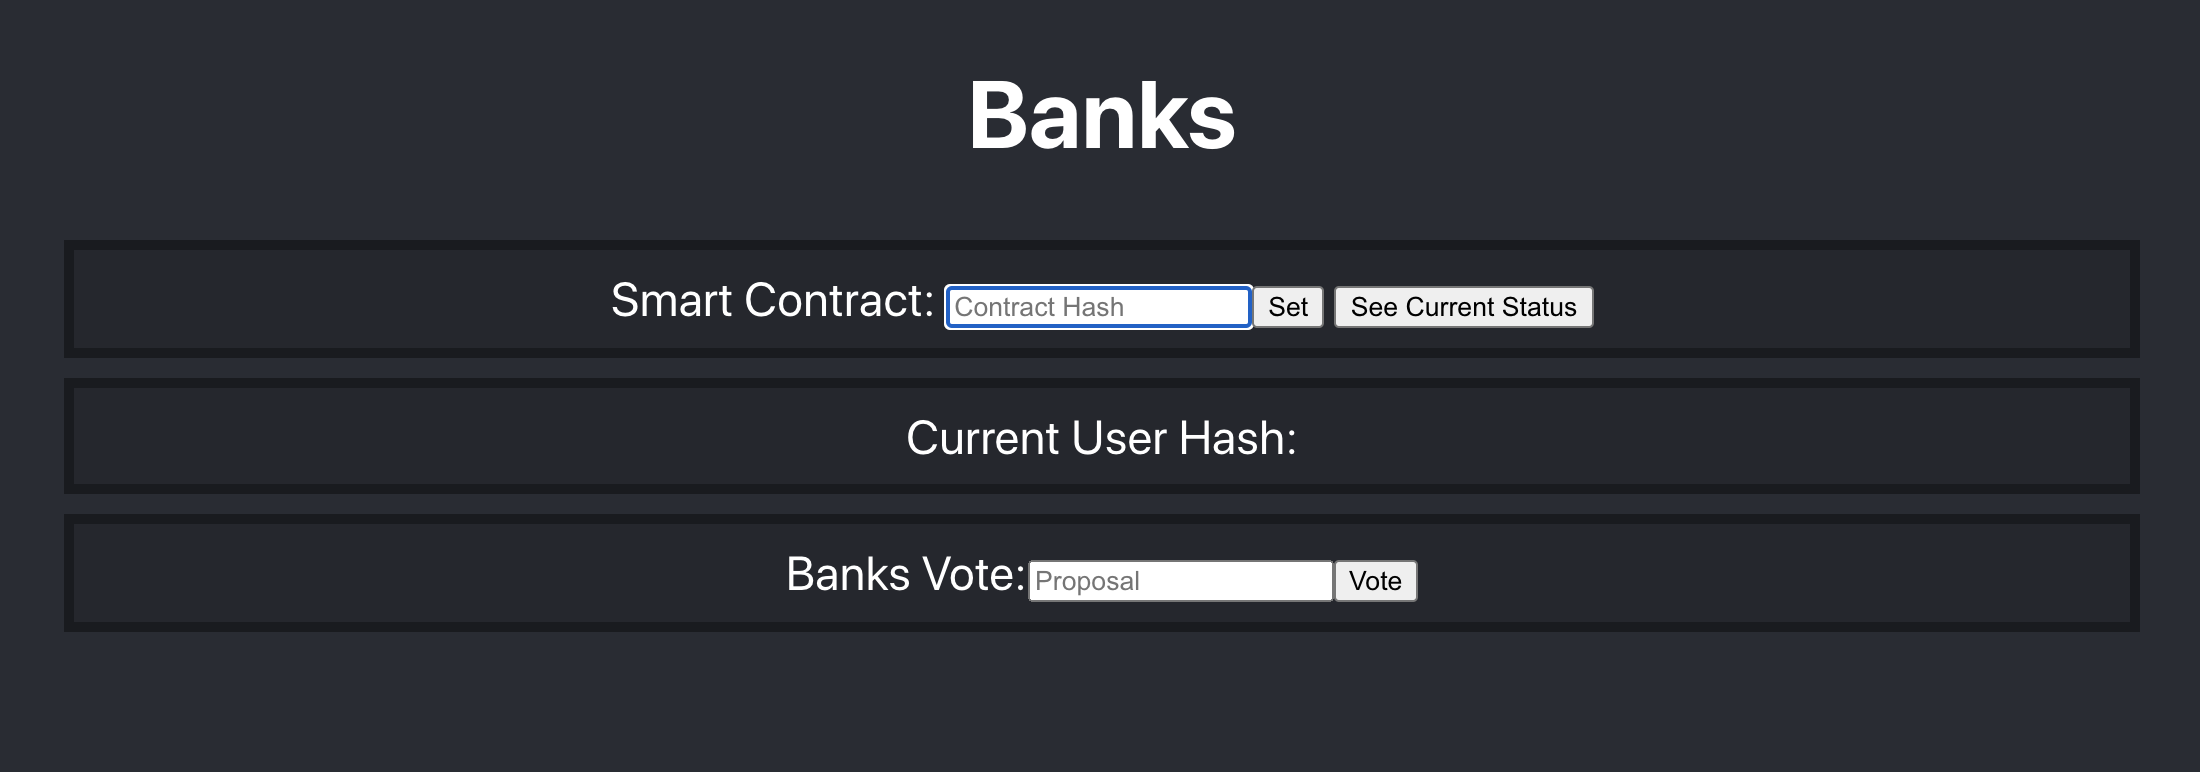 Banks
Smart Contract: Contract Hash Set See Current Status
Current User Hash:
Banks Vote: Proposal Vote